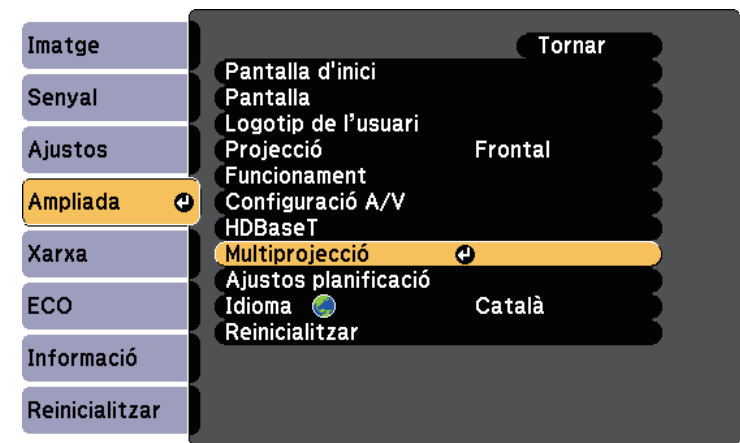 Imatge
Senyal
Ajustos
Ampliada
Xarxa
ECO
Informació
Reinicialitzar
Tornar
Pantalla d'inici
Pantalla
Logotip de l’usuari
Projecció Frontal
Funcionament
Configuració A/V
HDBaseT
Multiprojecció
Ajustos planificació
Idioma Català
Reinicialitzar